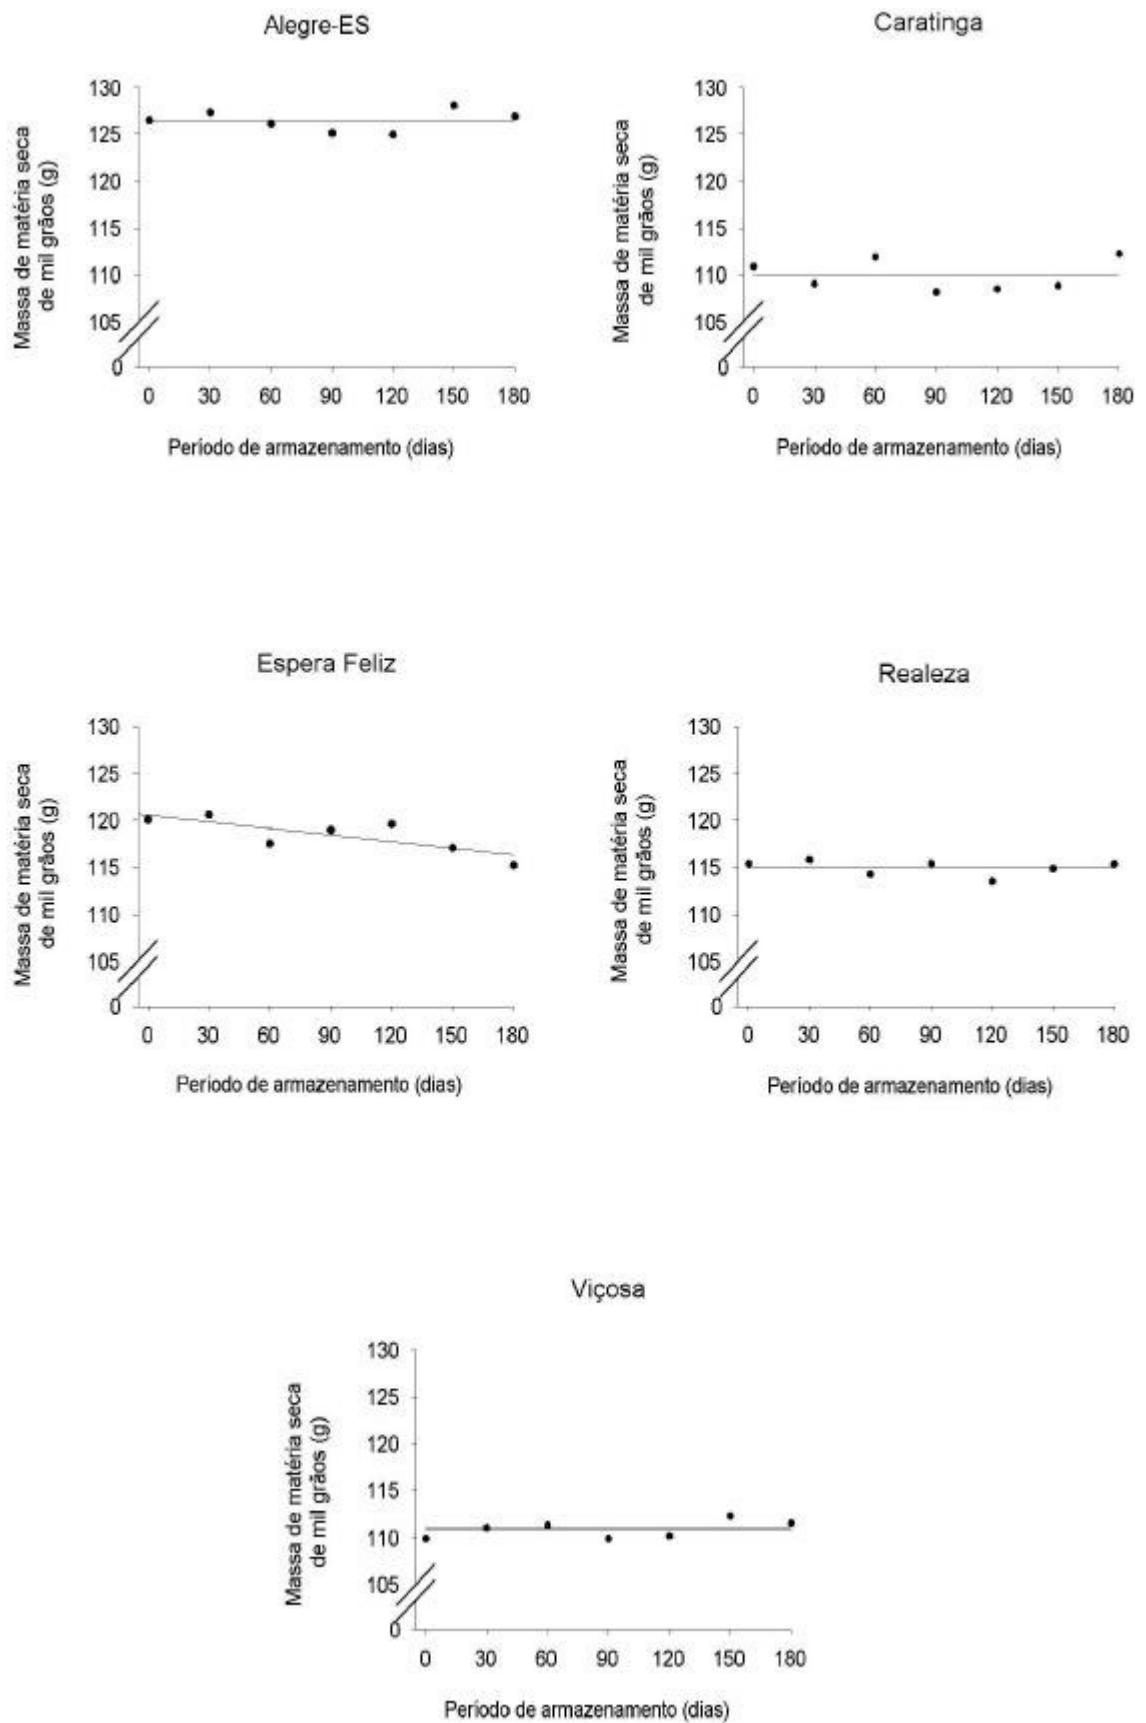 Alegre-ES
Massa de matéria seca
de mil grãos (g)
130
125
120
115
110
105
0
0 30 60 90 120 150 180
Período de armazenamento (dias)
Caratinga
Massa de matéria seca
de mil grãos (g)
130
125
120
115
110
105
0
0 30 60 90 120 150 180
Período de armazenamento (dias)
Espera Feliz
Massa de matéria seca
de mil grãos (g)
130
125
120
115
110
105
0
0 30 60 90 120 150 180
Período de armazenamento (dias)
Realeza
Massa de matéria seca
de mil grãos (g)
130
125
120
115
110
105
0
0 30 60 90 120 150 180
Período de armazenamento (dias)
Viçosa
Massa de matéria seca
de mil grãos (g)
130
125
120
115
110
105
0
0 30 60 90 120 150 180
Período de armazenamento (dias)